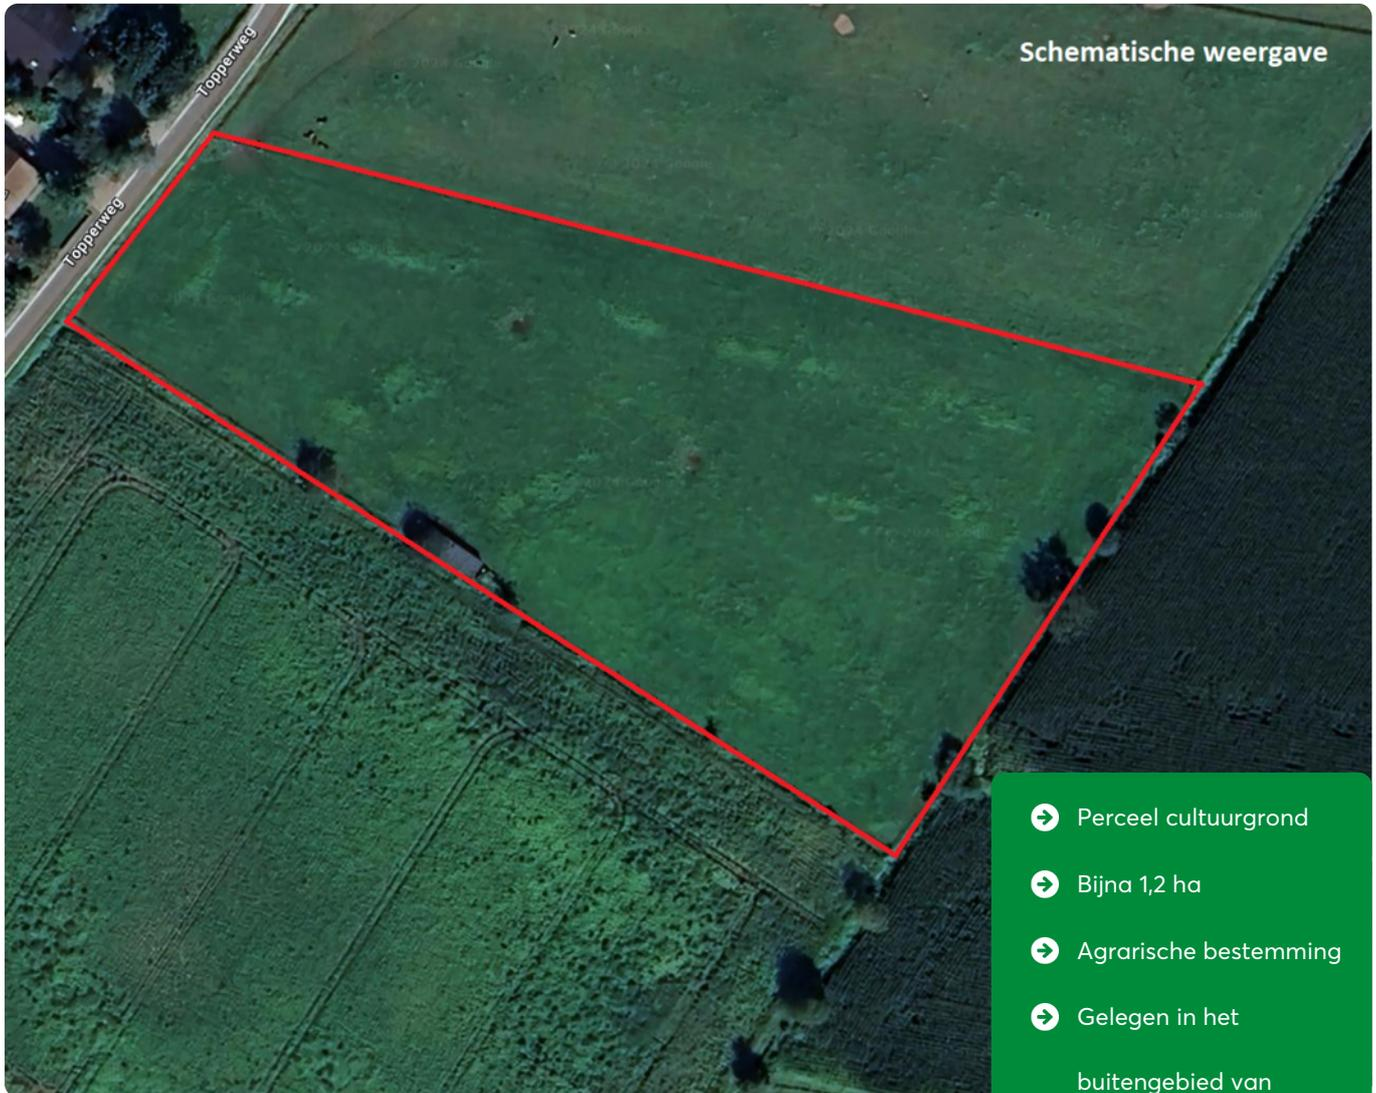 Schematische weergave
Topperweg
Topperweg
Perceel cultuurgrond
Bijna 1,2 ha
Agrarische bestemming
Gelegen in het
buitengebied van